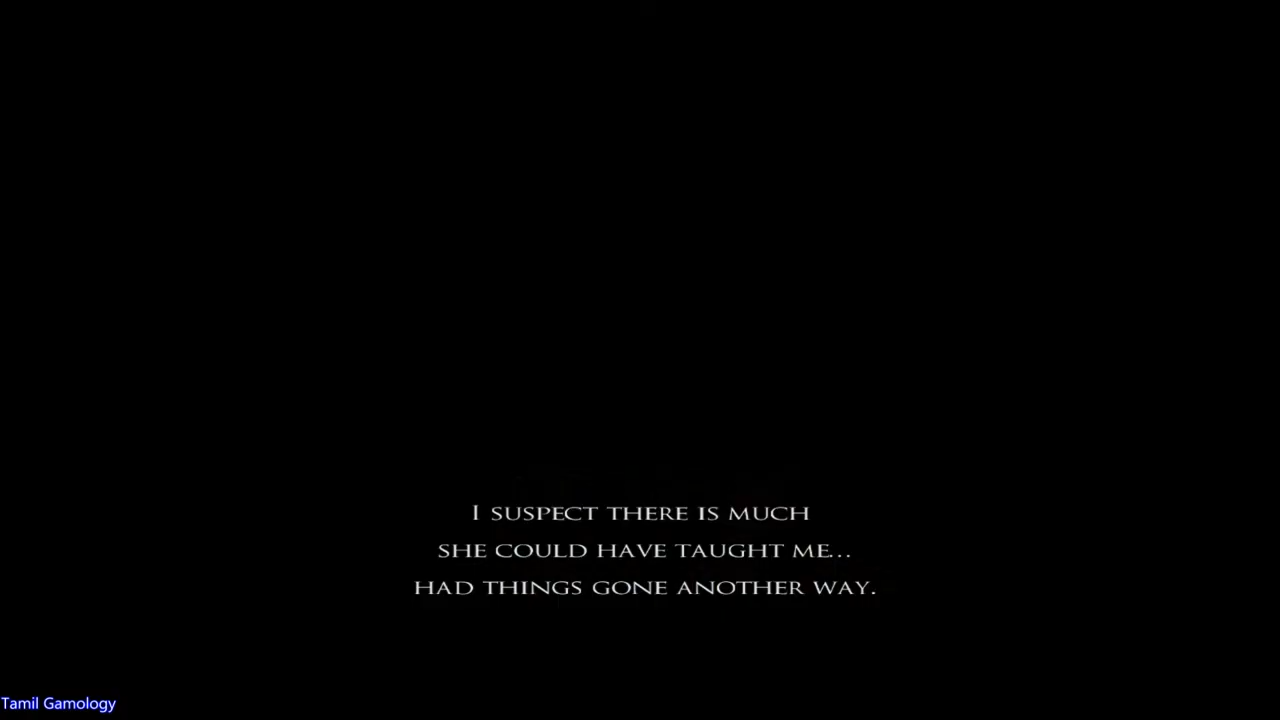 I SUSPECT THERE IS MUCH
SHE COULD HAVE TAUGHT ME...
HAD THINGS GONE ANOTHER WAY.
Tamil Gamology